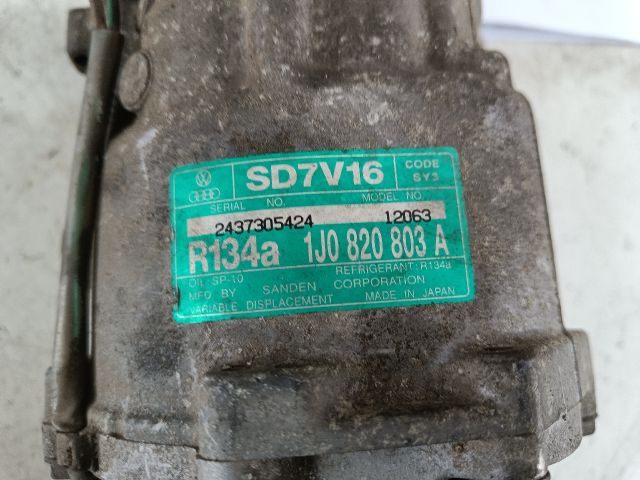 SD7V16 CODE SY3
SERIAL NO. MODEL NO.
2437305424 12063
R134a 1J0 820 803 A
OIL: SP-10 REFRIGERANT: R134a
MFD. BY SANDEN CORPORATION
VARIABLE DISPLACEMENT MADE IN JAPAN